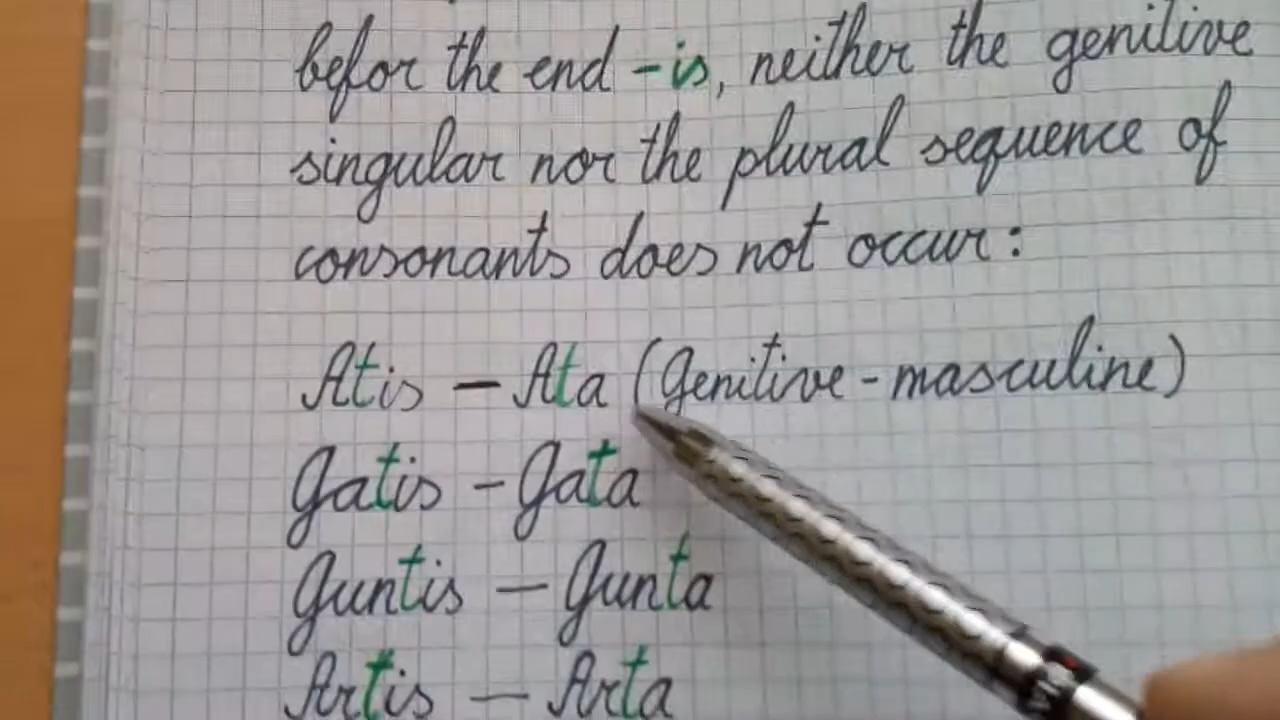 befor the end -is, neither the genitive
singular nor the plural sequence of
consonants does not occur:
Atis – Ata (Genitive-masculine)
Gatis – Gata
Guntis – Gunta
Artis – Arta